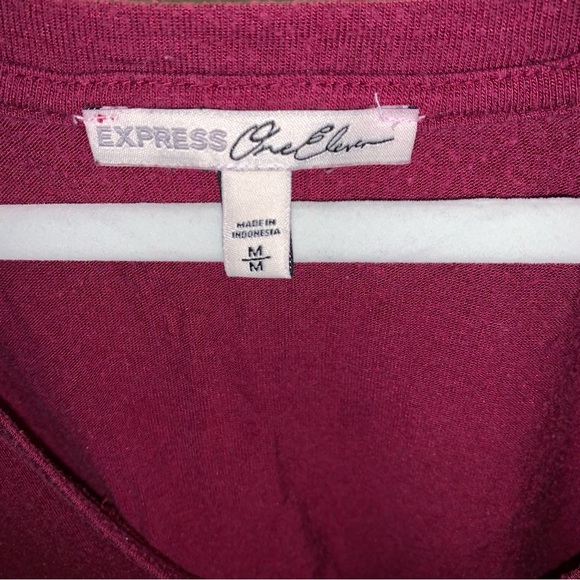 EXPRESS One Eleven
MADE IN
INDONESIA
M
M